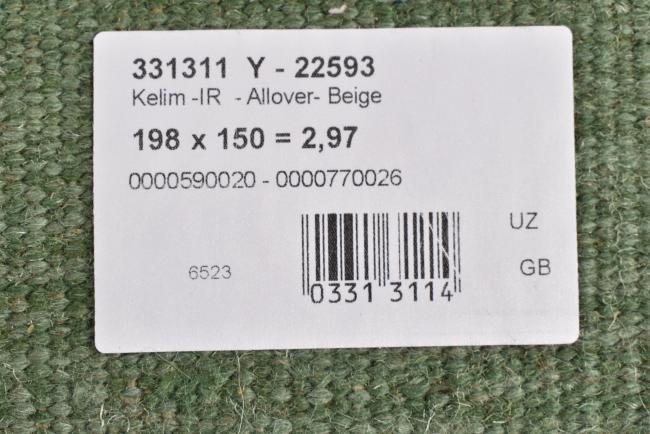 331311 Y - 22593
Kelim -IR - Allover- Beige
198 x 150 = 2,97
0000590020 - 0000770026
UZ
6523
GB
0331 3114